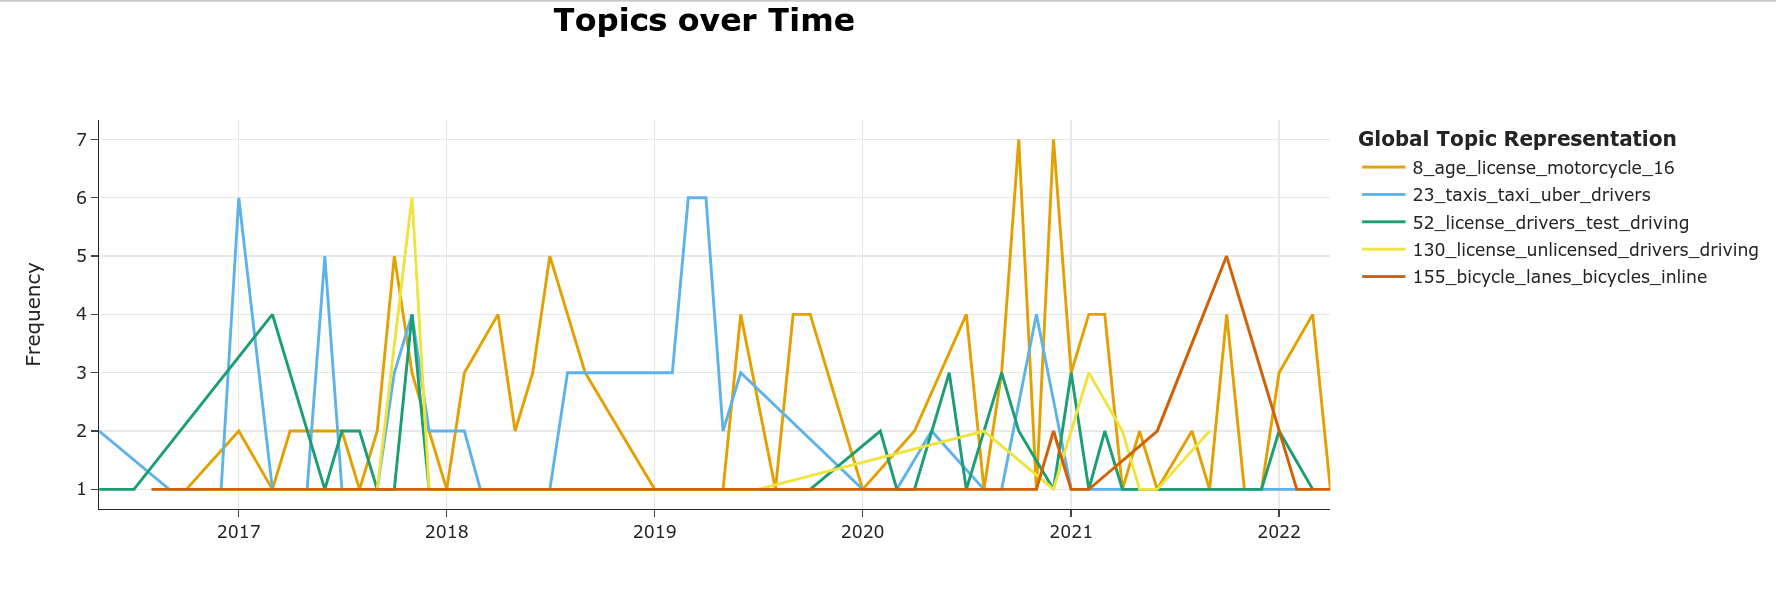 Topics over Time
Frequency
7
6
5
4
3
2
1
2017 2018 2019 2020 2021 2022
Global Topic Representation
8_age_license_motorcycle_16
23_taxis_taxi_uber_drivers
52_license_drivers_test_driving
130_license_unlicensed_drivers_driving
155_bicycle_lanes_bicycles_inline